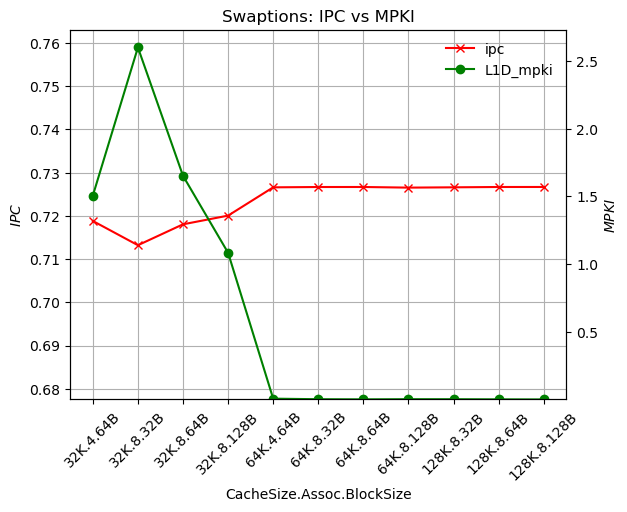 Swaptions: IPC vs MPKI
ipc
L1D_mpki
0.76
0.75
0.74
0.73
0.72
0.71
0.70
0.69
0.68
IPC
2.5
2.0
1.5
1.0
0.5
MPKI
32K.4.64B
32K.8.32B
32K.8.64B
32K.8.128B
64K.4.64B
64K.8.32B
64K.8.64B
64K.8.128B
128K.8.32B
128K.8.64B
128K.8.128B
CacheSize.Assoc.BlockSize